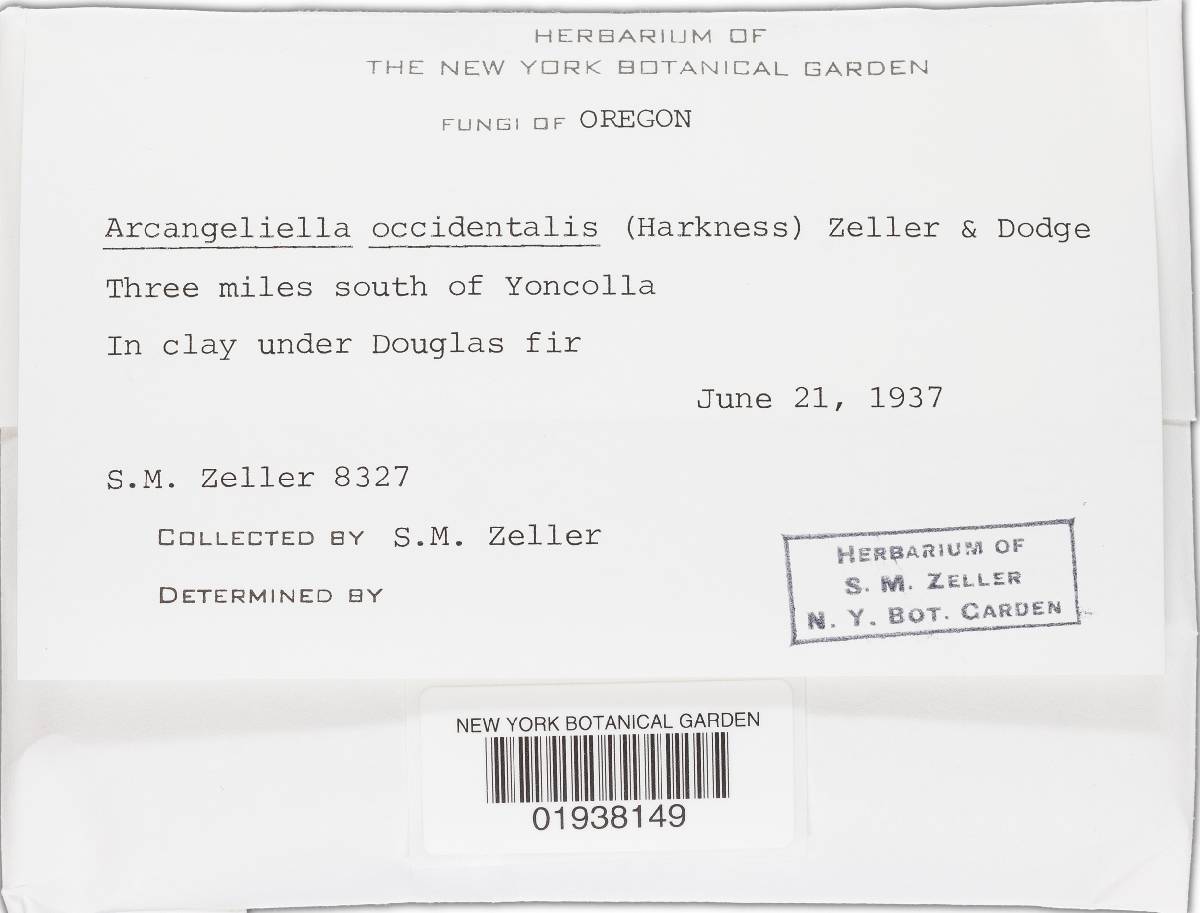 HERBARIUM OF
THE NEW YORK BOTANICAL GARDEN
FUNGI OF OREGON
Arcangeliella occidentalis (Harkness) Zeller & Dodge
Three miles south of Yoncolla
In clay under Douglas fir
June 21, 1937
S.M. Zeller 8327
COLLECTED BY S.M. Zeller
DETERMINED BY
HERBARIUM OF
S. M. ZELLER
N. Y. BOT. GARDEN
NEW YORK BOTANICAL GARDEN
01938149